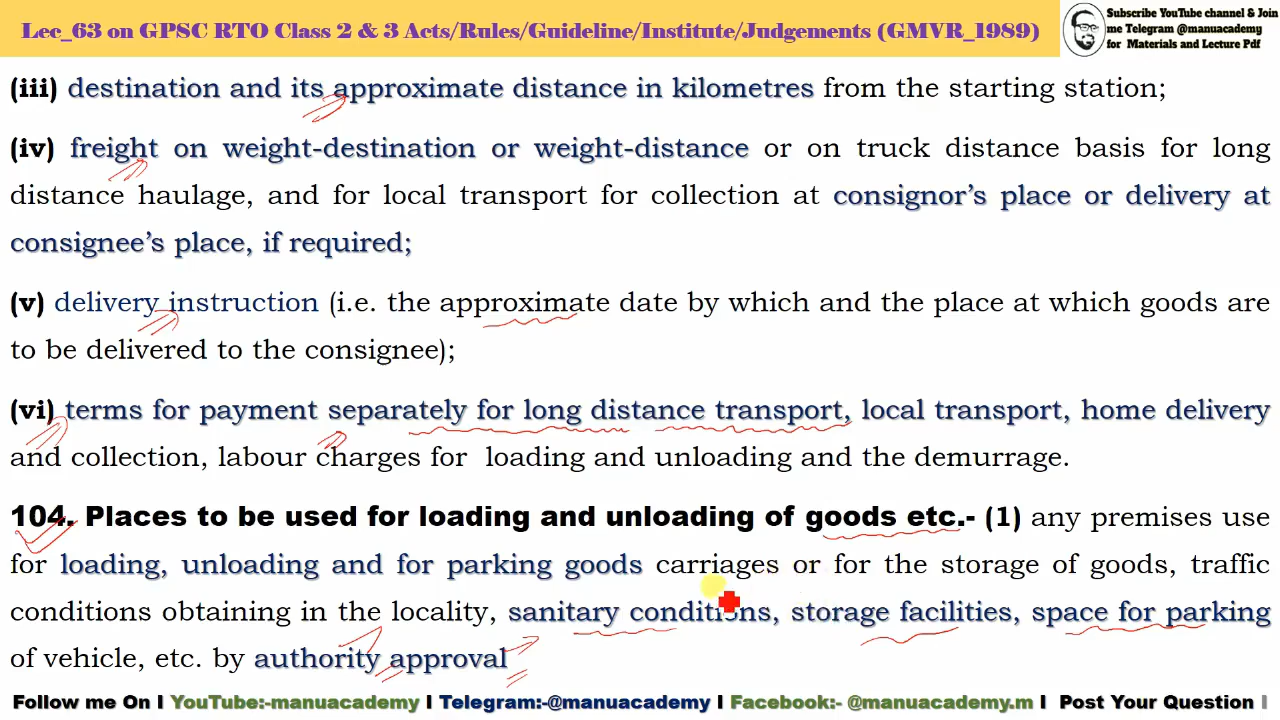 Lec_63 on GPSC RTO Class 2 & 3 Acts/Rules/Guideline/Institute/Judgements (GMVR_1989)
Subscribe YouTube channel & Join
me Telegram @manuacademy
for Materials and Lecture Pdf
(iii) destination and its approximate distance in kilometres from the starting station;
(iv) freight on weight-destination or weight-distance or on truck distance basis for long
distance haulage, and for local transport for collection at consignor's place or delivery at
consignee's place, if required;
(v) delivery instruction (i.e. the approximate date by which and the place at which goods are
to be delivered to the consignee);
(vi) terms for payment separately for long distance transport, local transport, home delivery
and collection, labour charges for loading and unloading and the demurrage.
104. Places to be used for loading and unloading of goods etc.- (1) any premises use
for loading, unloading and for parking goods carriages or for the storage of goods, traffic
conditions obtaining in the locality, sanitary conditions, storage facilities, space for parking
of vehicle, etc. by authority approval
Follow me On I YouTube:-manuacademy I Telegram:-@manuacademy I Facebook:- @manuacademy.m I Post Your Question I